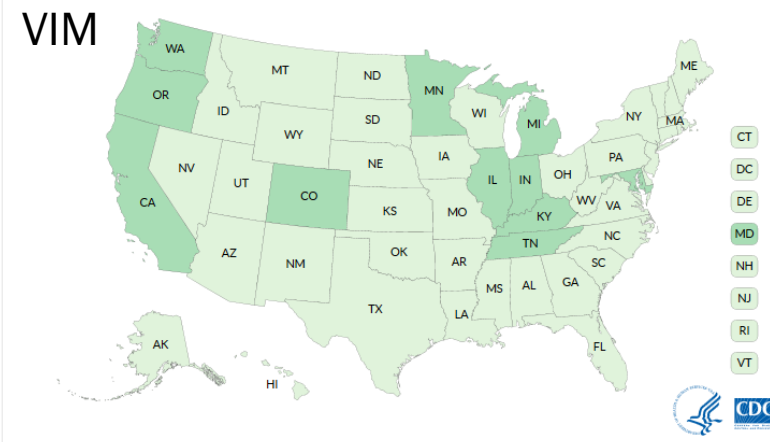 VIM
WA
MT
ND
MN
ME
OR
ID
SD
WI
MI
NY
MA
WY
IA
PA
CT
NV
UT
NE
IL
IN
OH
DC
CA
CO
KS
MO
KY
WV
VA
DE
AZ
NM
OK
AR
TN
NC
MD
TX
MS
AL
GA
SC
NH
LA
NJ
AK
FL
RI
HI
VT
CDC